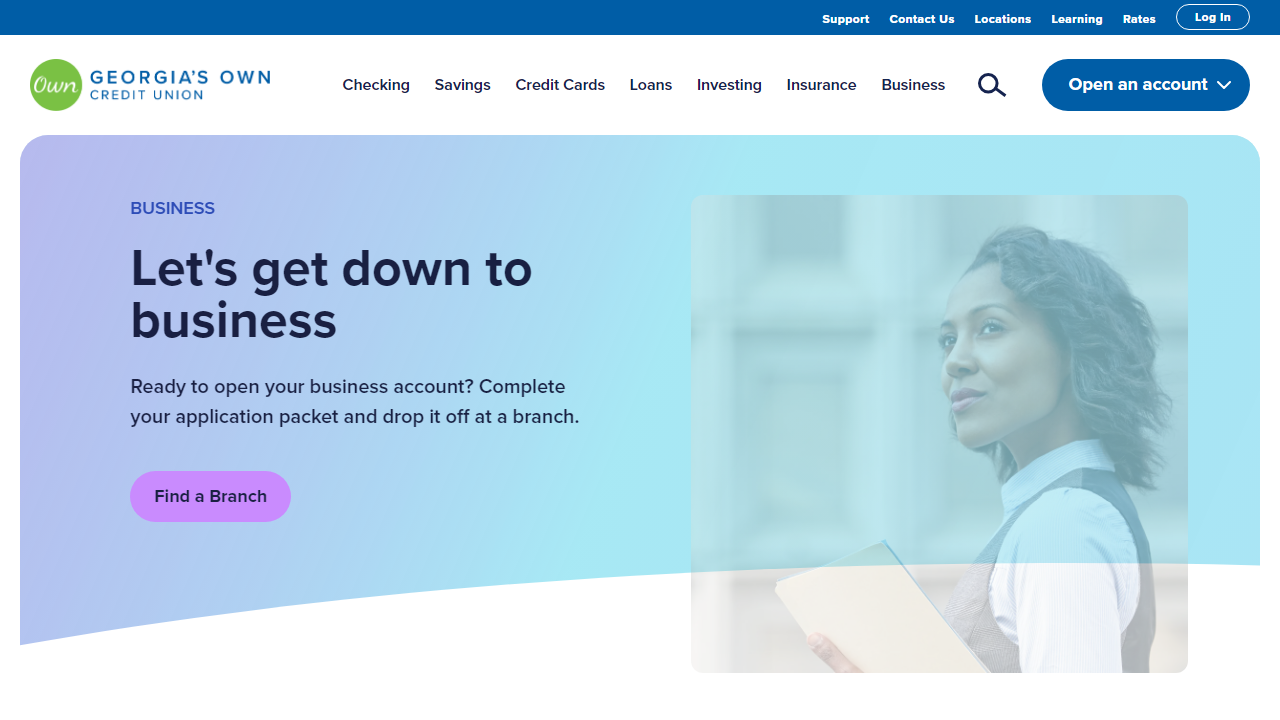 Support Contact Us Locations Learning Rates Log In
Own GEORGIA'S OWN
CREDIT UNION
Checking Savings Credit Cards Loans Investing Insurance Business Open an account
BUSINESS
Let's get down to
business
Ready to open your business account? Complete
your application packet and drop it off at a branch.
Find a Branch